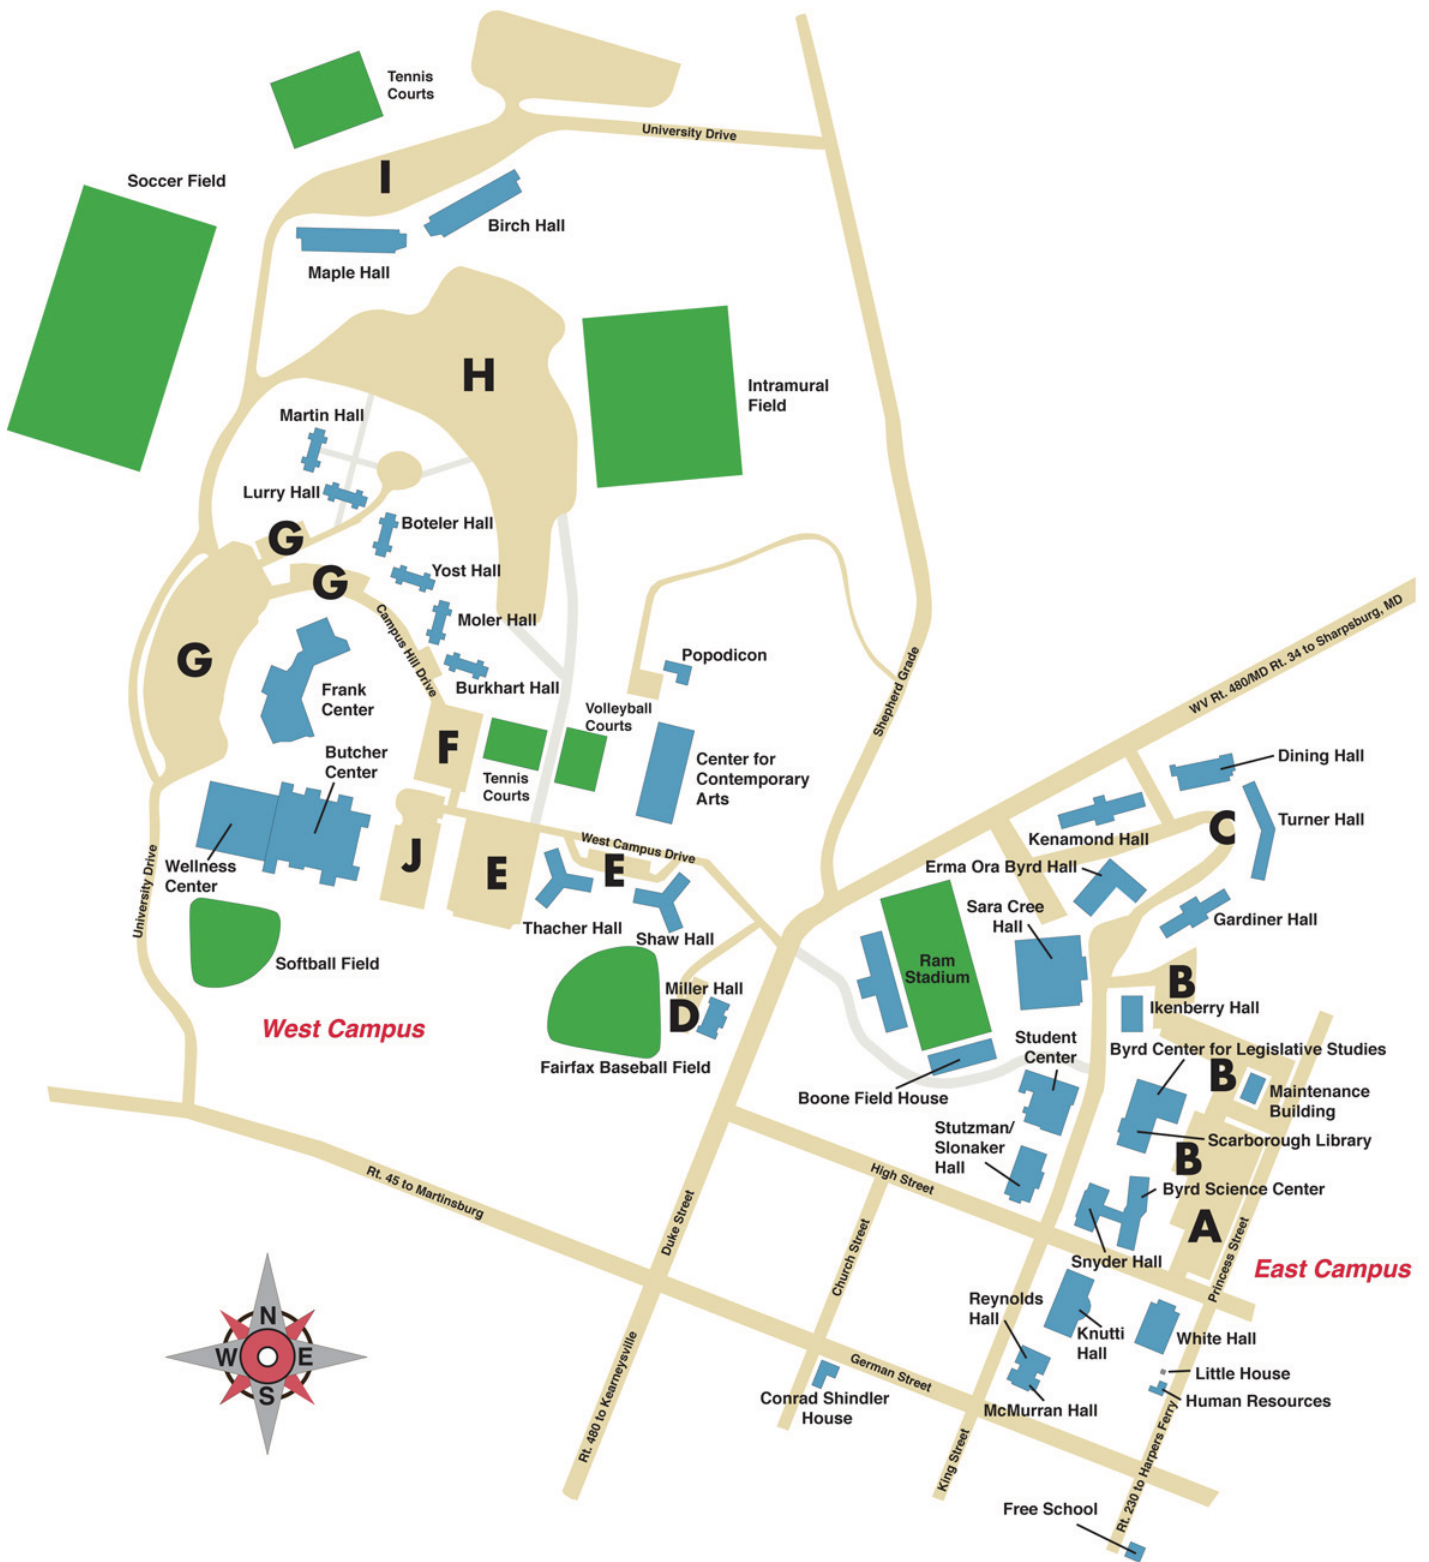 Tennis
Courts
University Drive
I
Soccer Field
Birch Hall
Maple Hall
H
Intramural
Field
Martin Hall
Lurry Hall
Boteler Hall
G
Yost Hall
G
Campus Hill Drive
Moler Hall
G
Popodicon
Burkhart Hall
Frank
Center
Volleyball
Courts
Shepherd Grade
WV Rt. 480/MD Rt. 34 to Sharpsburg, MD
F
Butcher
Center
Tennis
Courts
Center for
Contemporary
Arts
Dining Hall
Turner Hall
C
Kenamond Hall
West Campus Drive
J
E
E
Wellness
Center
University Drive
Erma Ora Byrd Hall
Sara Cree
Hall
Gardiner Hall
Thacher Hall
Shaw Hall
Ram
Stadium
Softball Field
Miller Hall
D
B
Ikenberry Hall
West Campus
Fairfax Baseball Field
Student
Center
Byrd Center for Legislative Studies
B
Maintenance
Building
Boone Field House
Stutzman/
Slonaker
Hall
Scarborough Library
B
High Street
Byrd Science Center
Rt. 45 to Martinsburg
Duke Street
Church Street
A
Snyder Hall
Princess Street
East Campus
N
W
E
S
Reynolds
Hall
Knutti
Hall
White Hall
Little House
Human Resources
German Street
Conrad Shindler
House
McMurran Hall
Rt. 480 to Kearneysville
King Street
Rt. 230 to Harpers Ferry
Free School